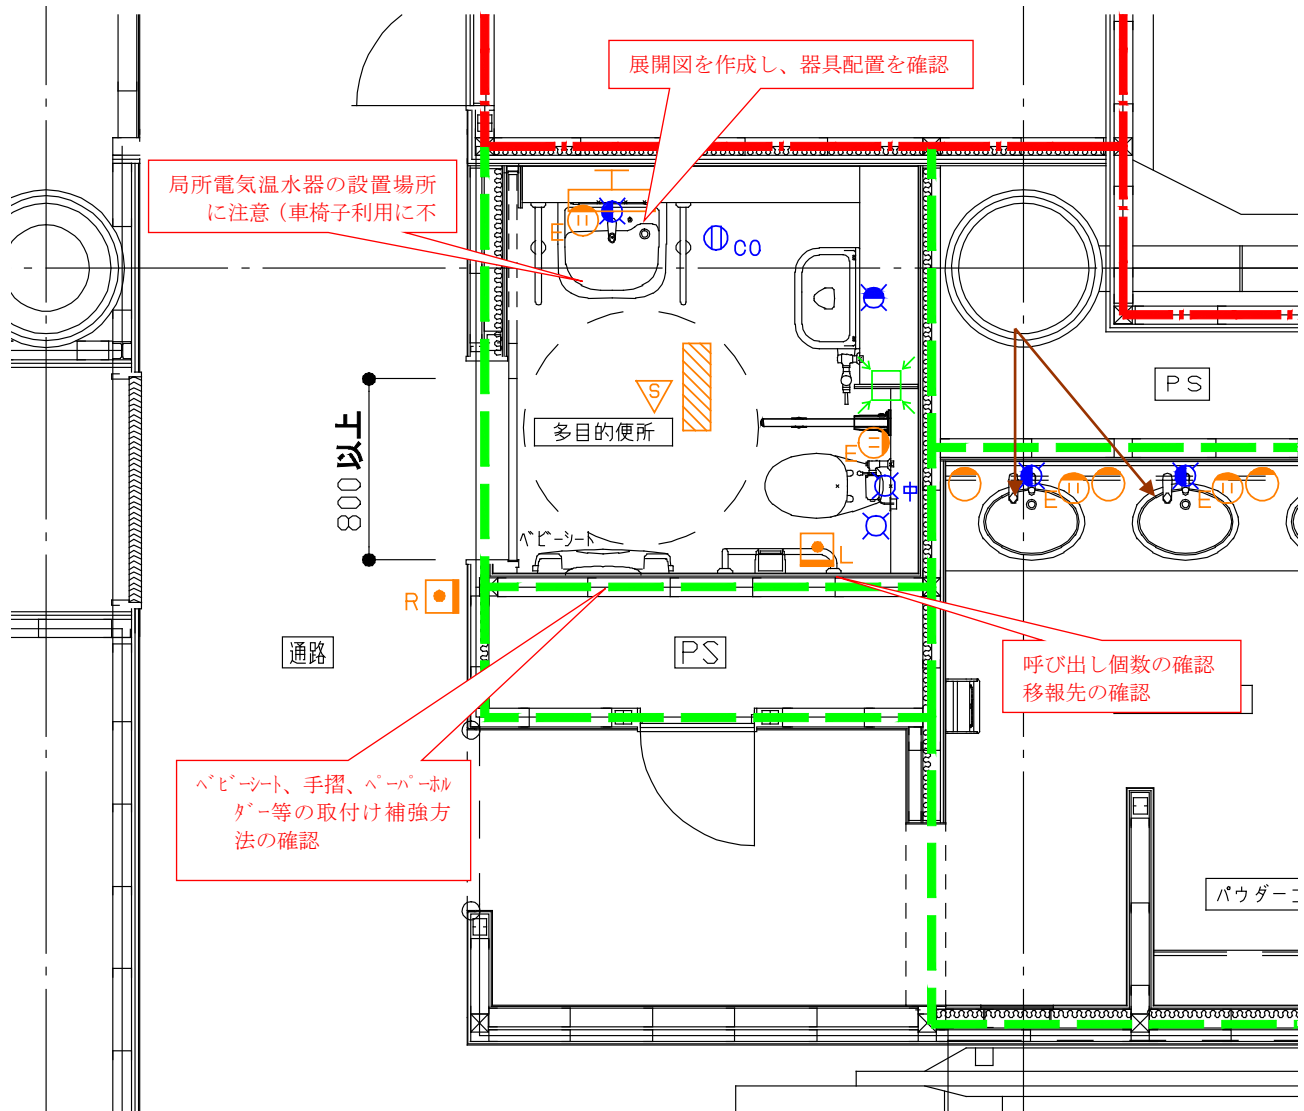 展開図を作成し、器具配置を確認
局所電気温水器の設置場所
に注意（車椅子利用に不
E
CO
PS
S
多目的便所
E
中
800以上
E
E
ベビーシート
L
R
通路
PS
呼び出し個数の確認
移報先の確認
ベビーシート、手摺、ペーパーホル
ダー等の取付け補強方
法の確認
パウダーコ